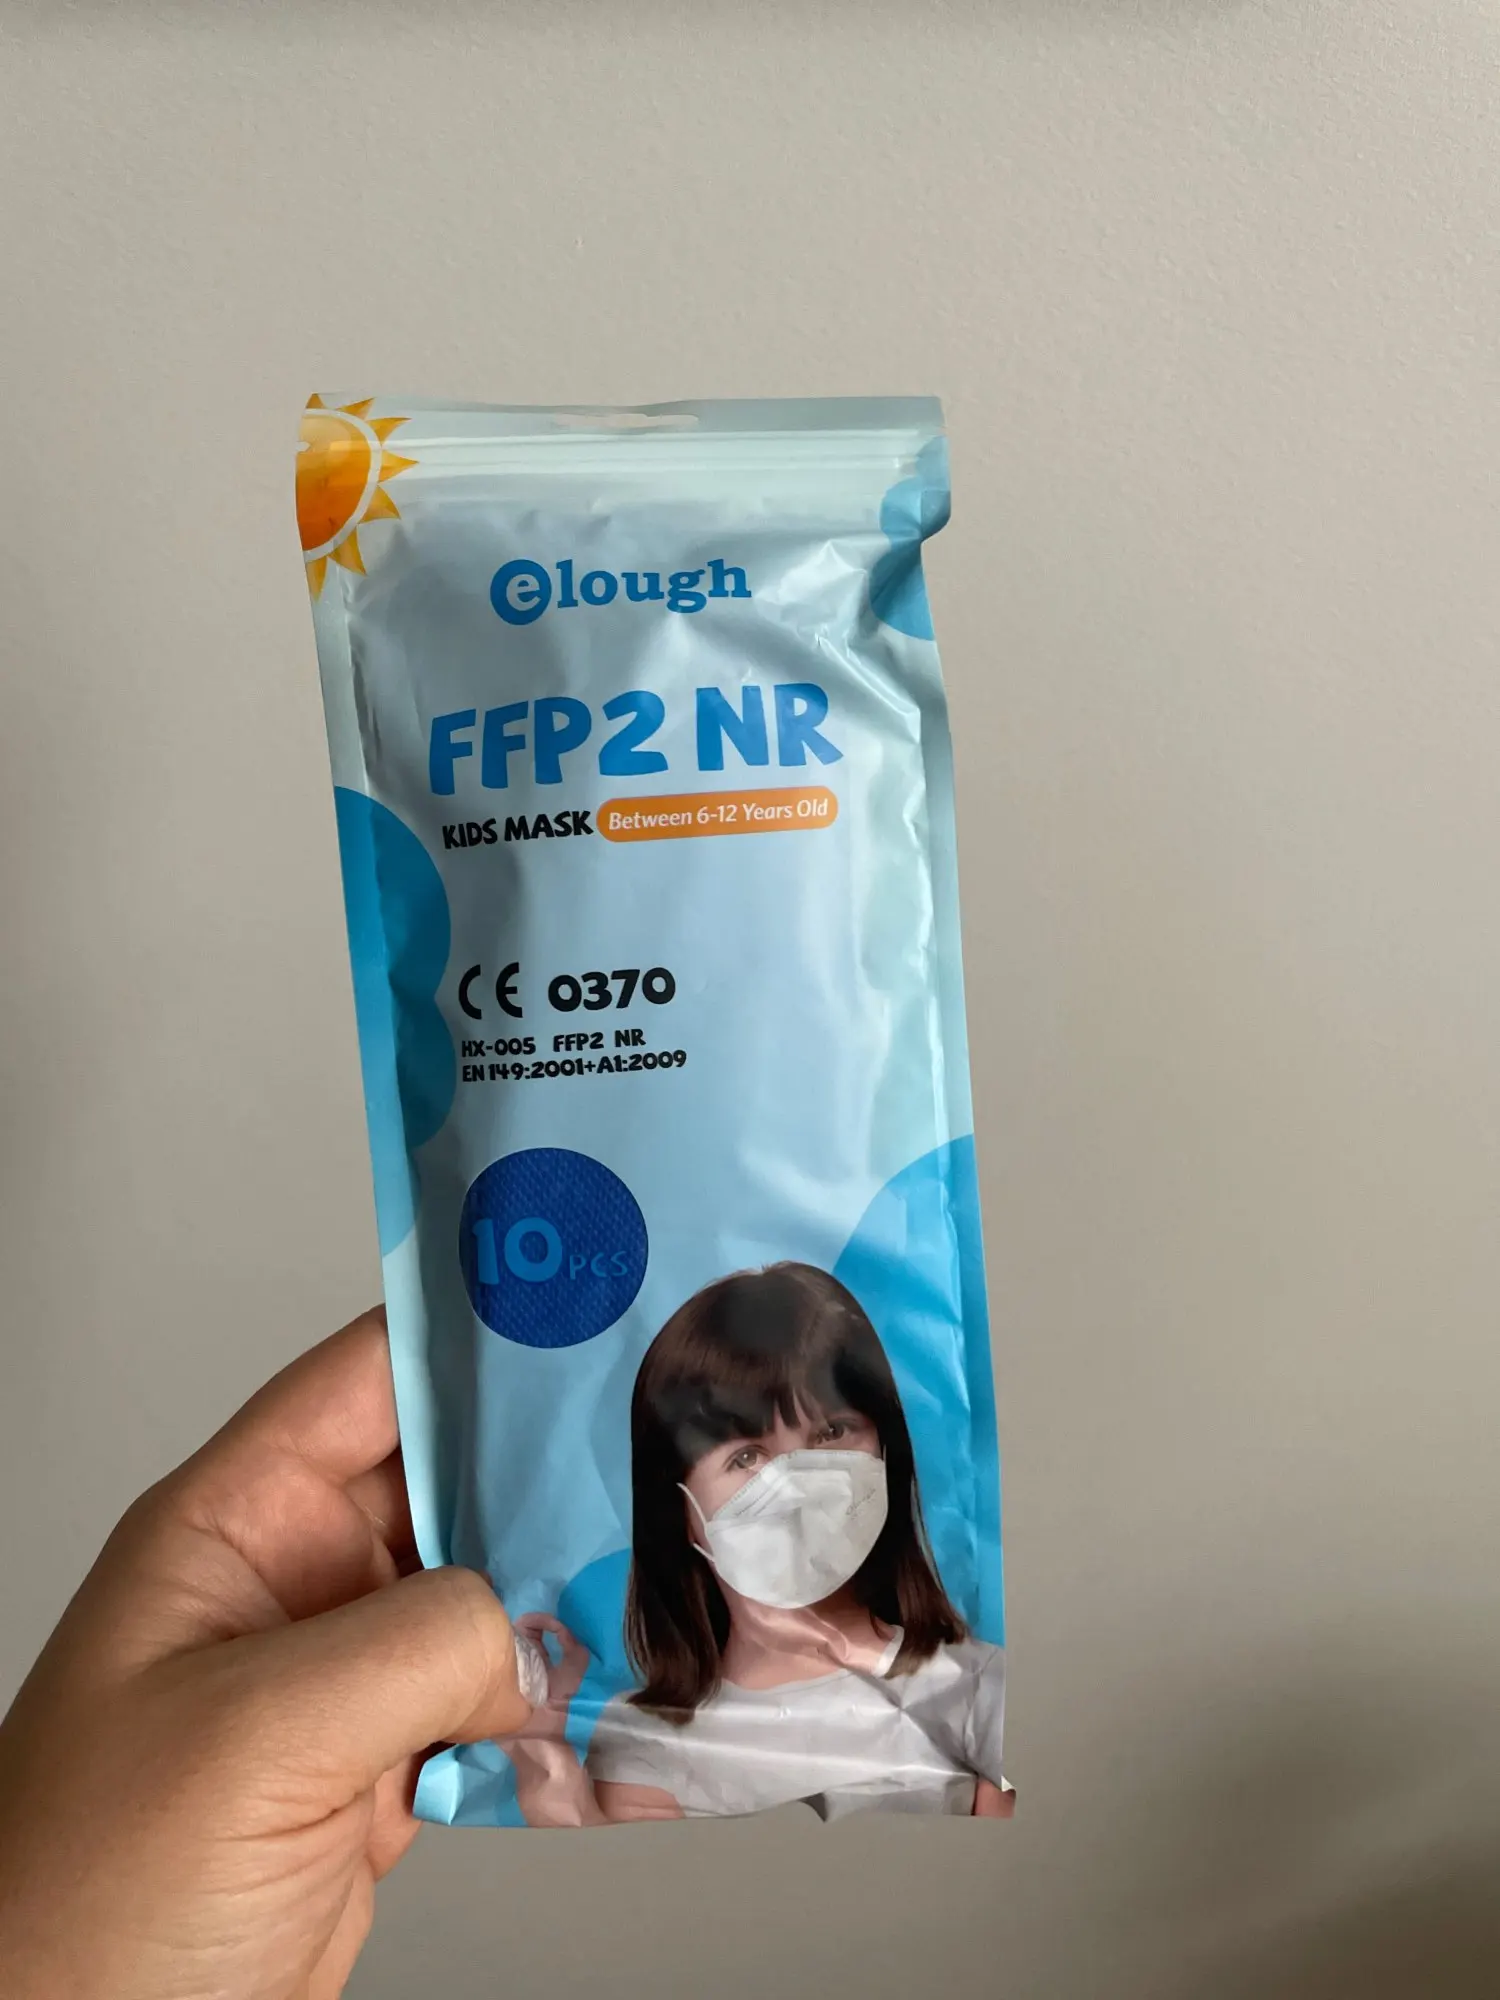 elough
FFP2 NR
KIDS MASK Between 6-12 Years Old
CE 0370
HX-005 FFP2 NR
EN 149:2001+A1:2009
10 PCS